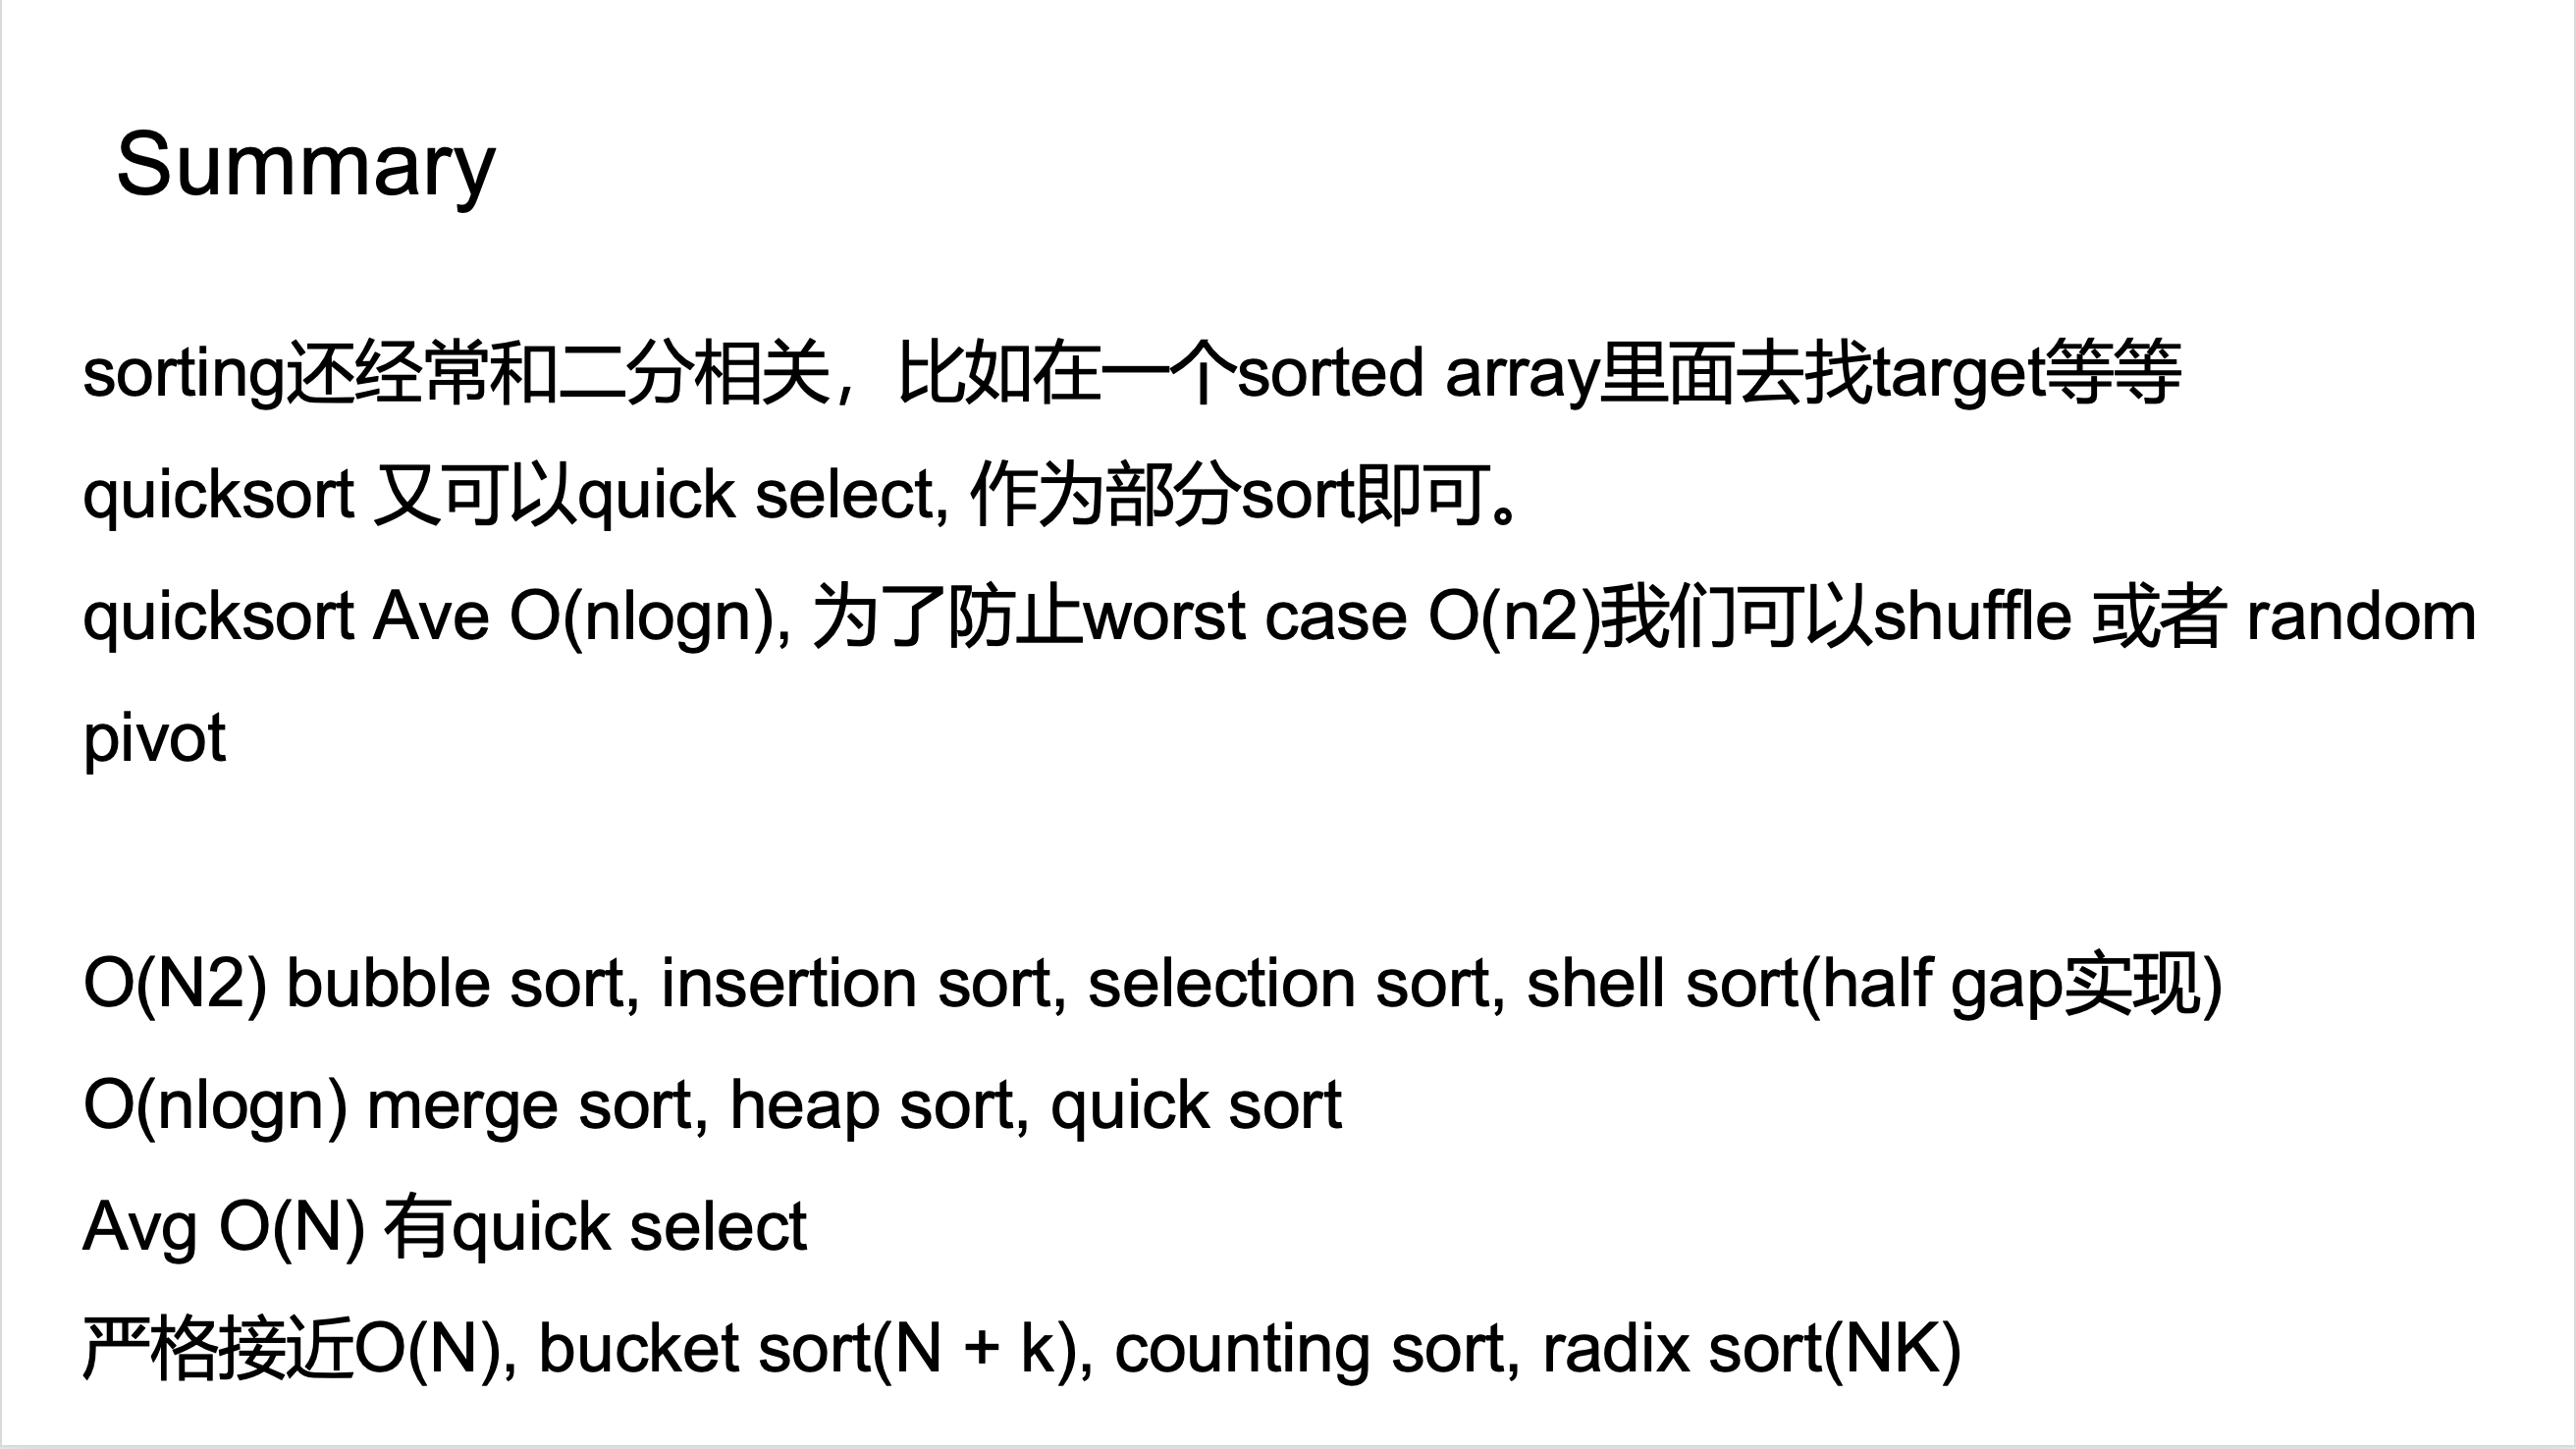 Summary
sorting还经常和二分相关，比如在一个sorted array里面去找target等等
quicksort 又可以quick select, 作为部分sort即可。
quicksort Ave O(nlogn), 为了防止worst case O(n2)我们可以shuffle 或者 random
pivot
O(N2) bubble sort, insertion sort, selection sort, shell sort(half gap实现)
O(nlogn) merge sort, heap sort, quick sort
Avg O(N) 有quick select
严格接近O(N), bucket sort(N + k), counting sort, radix sort(NK)